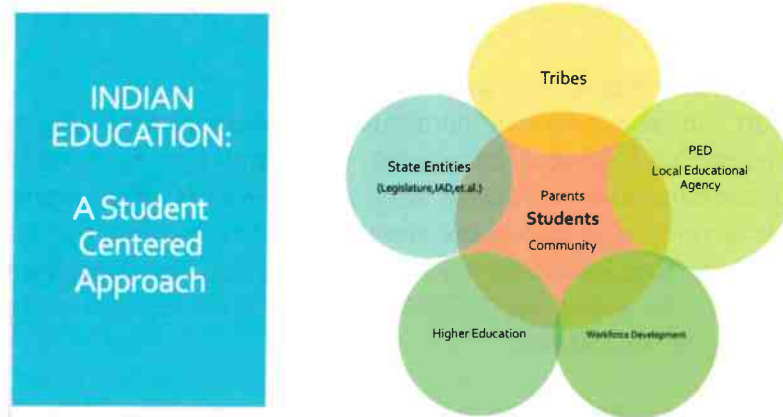 INDIAN
EDUCATION:
A Student
Centered
Approach
Tribes
State Entities
(Legislature,IAD,et.al.)
PED
Local Educational
Agency
Parents
Students
Community
Higher Education
Workforce Development